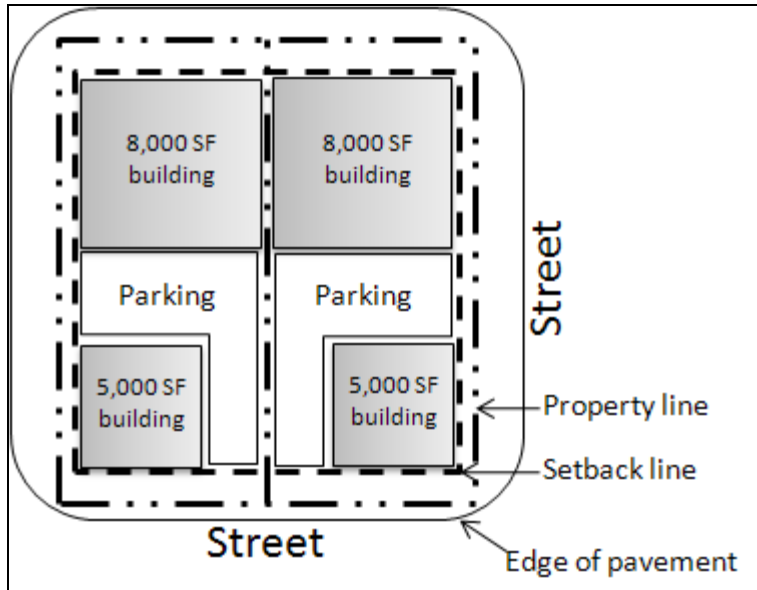 8,000 SF
building
8,000 SF
building
Parking
Parking
Street
5,000 SF
building
5,000 SF
building
Property line
Setback line
Street
Edge of pavement